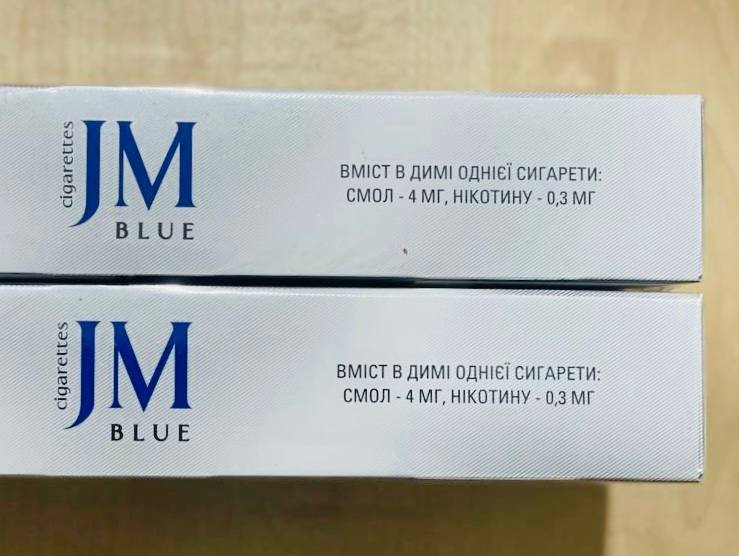 cigarettes
JM
BLUE
ВМІСТ В ДИМІ ОДНІЄЇ СИГАРЕТИ:
СМОЛ - 4 МГ, НІКОТИНУ - 0,3 МГ
cigarettes
JM
BLUE
ВМІСТ В ДИМІ ОДНІЄЇ СИГАРЕТИ:
СМОЛ - 4 МГ, НІКОТИНУ - 0,3 МГ